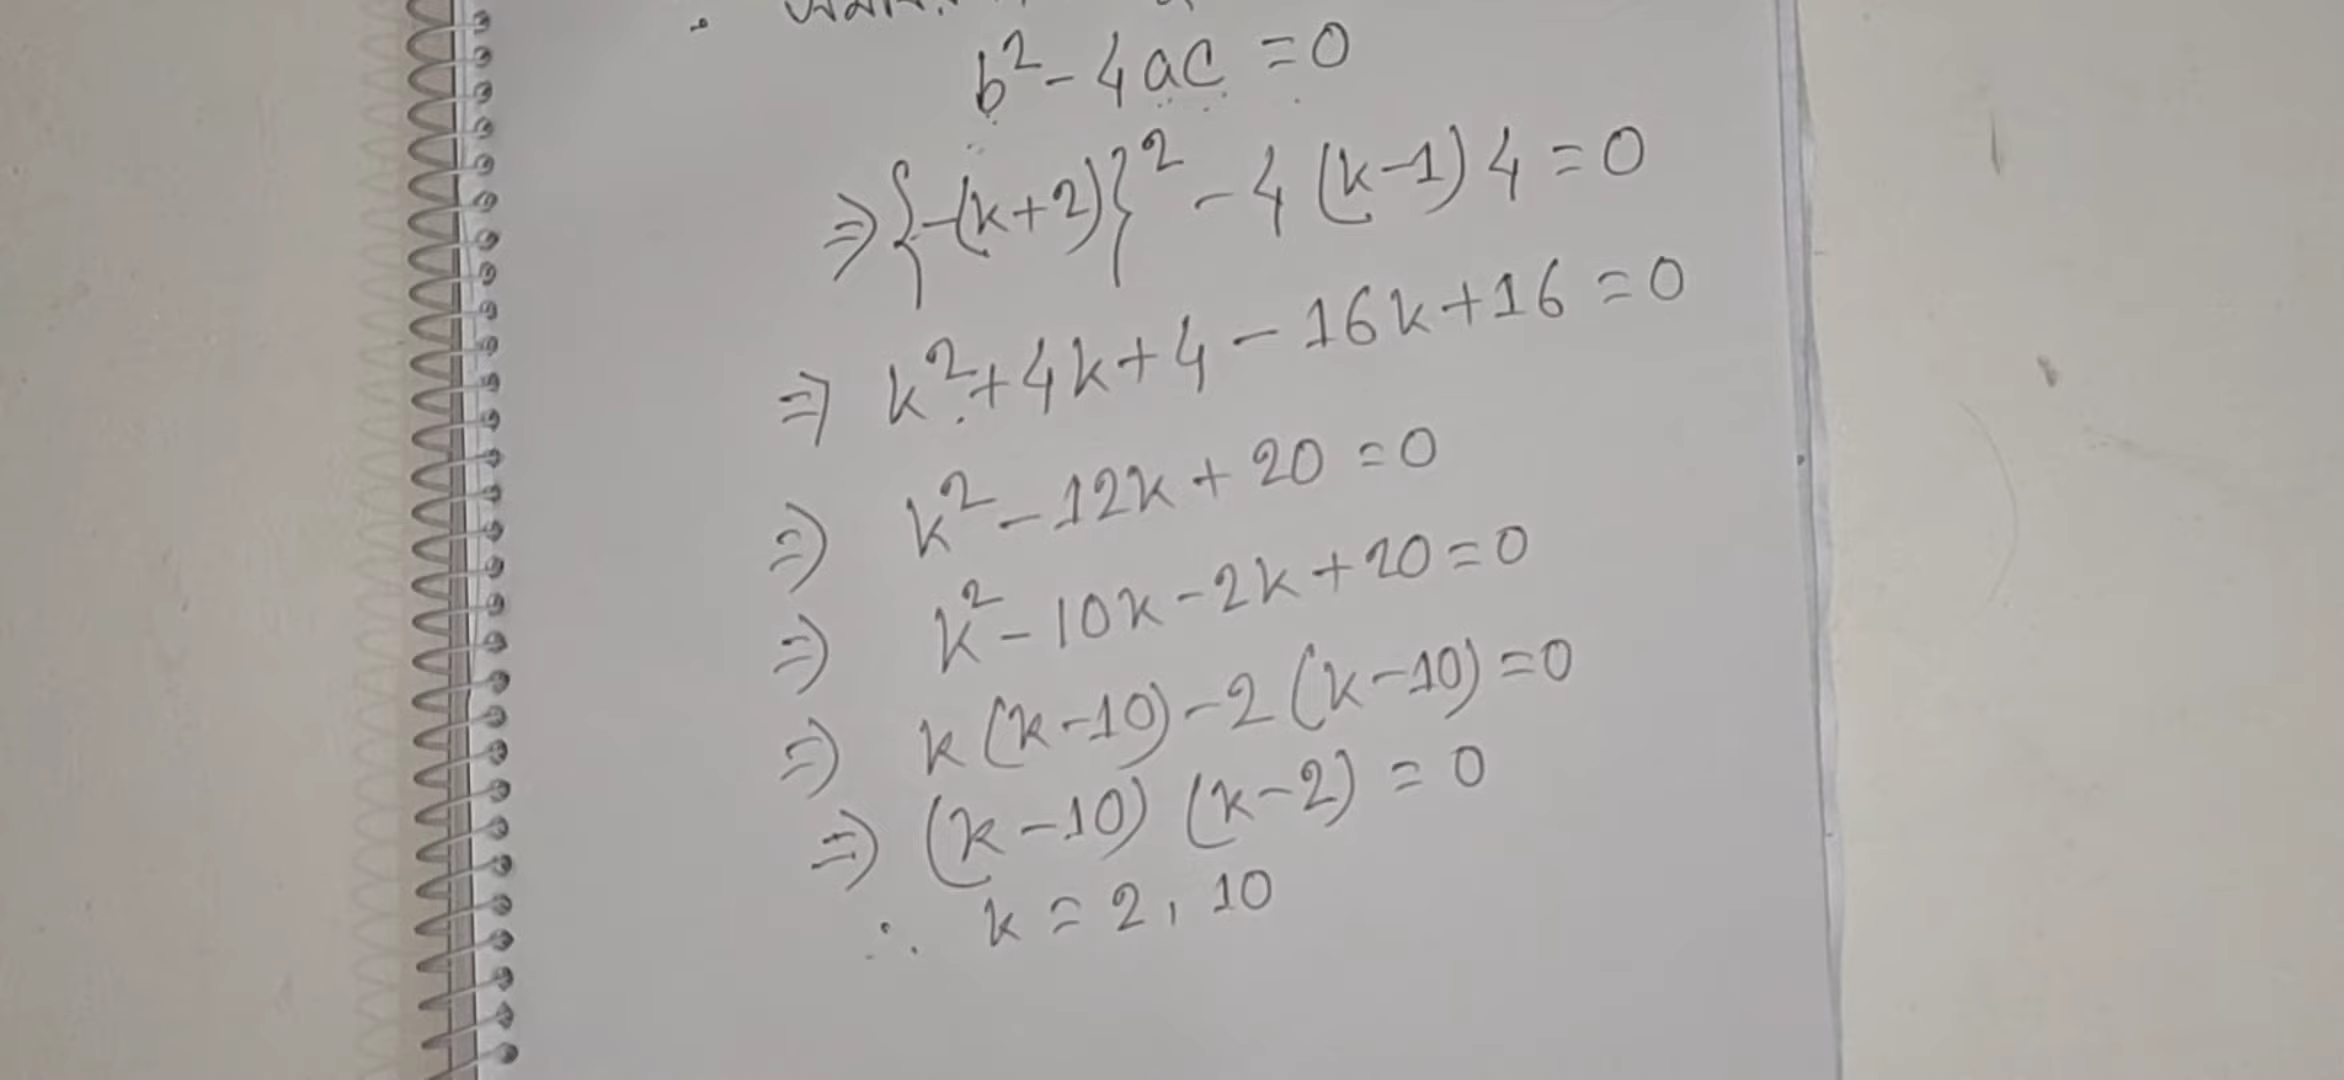 b² - 4ac = 0
⇒ {-(k+2)}² - 4(k-1)4 = 0
⇒ k² + 4k + 4 - 16k + 16 = 0
⇒ k² - 12k + 20 = 0
⇒ k² - 10k - 2k + 20 = 0
⇒ k(k-10) - 2(k-10) = 0
⇒ (k-10)(k-2) = 0
∴ k = 2, 10